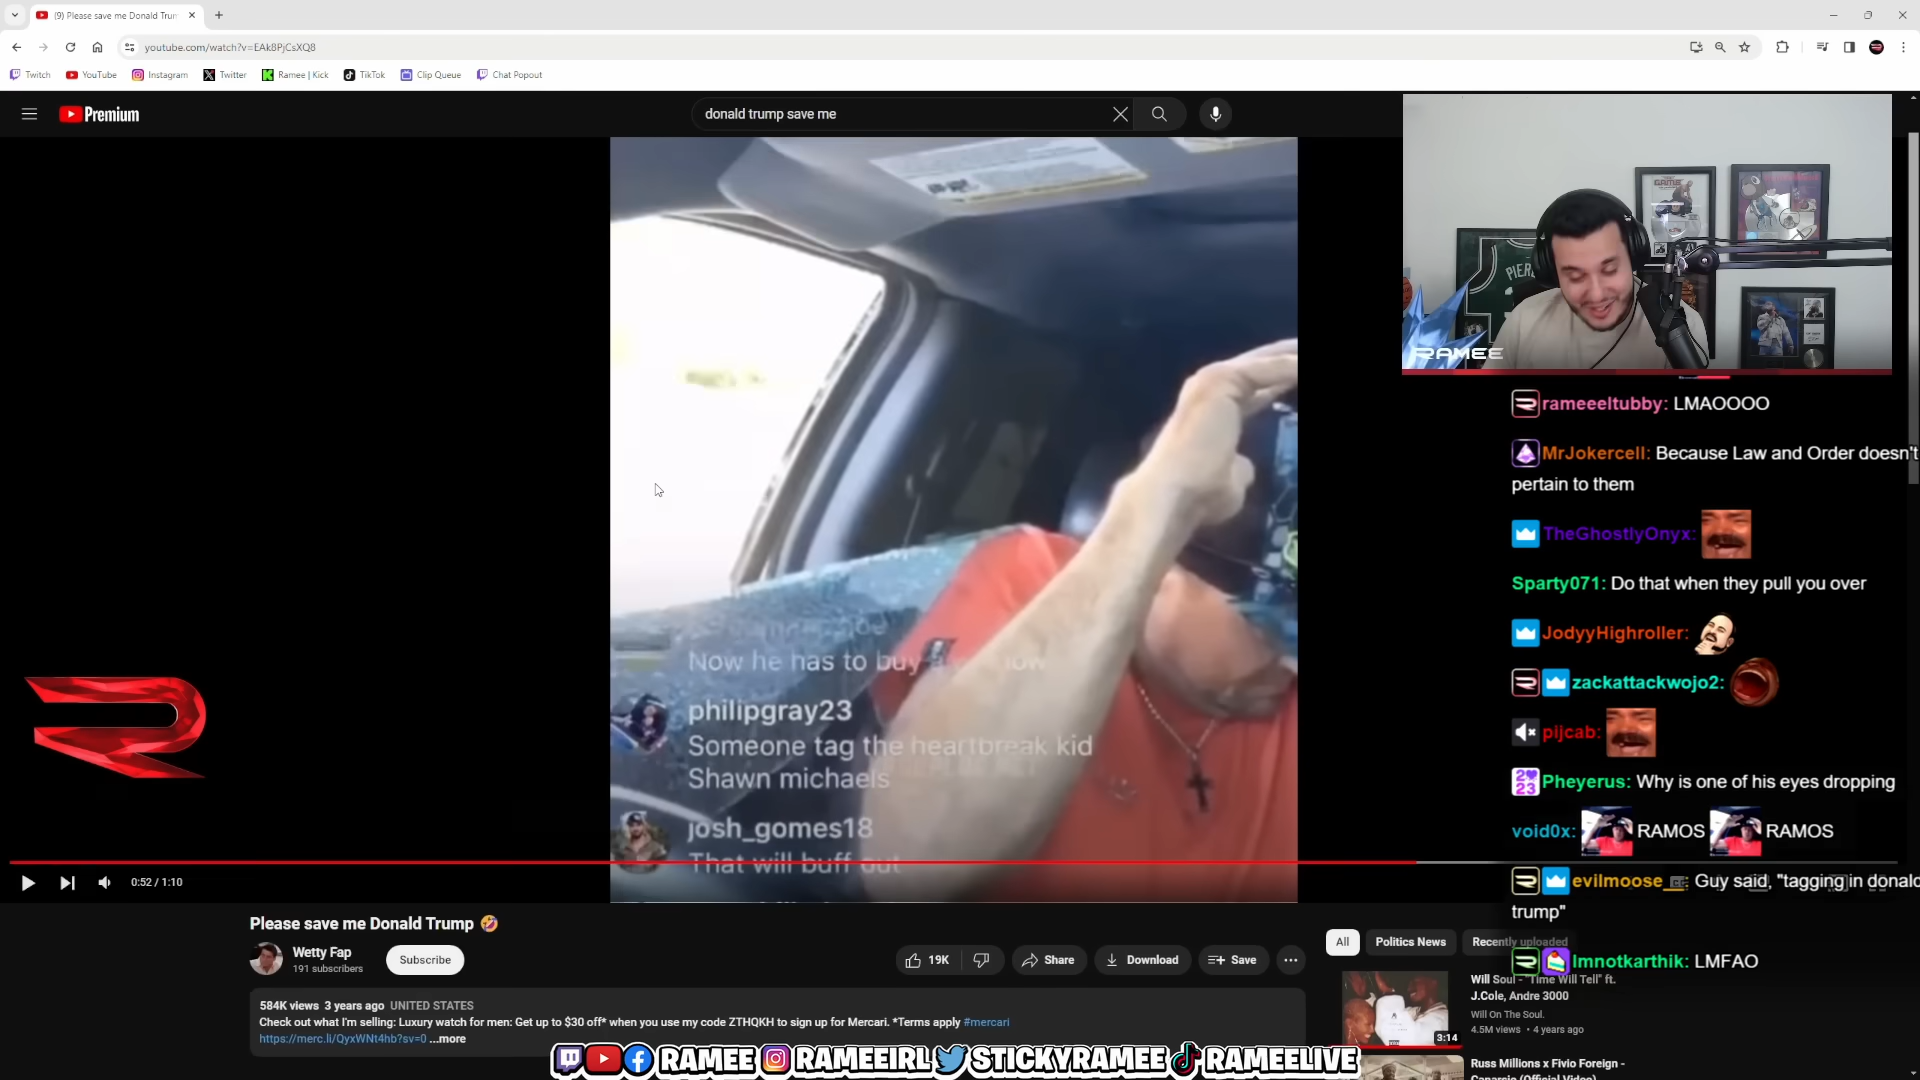 (9) Please save me Donald Trum
youtube.com/watch?v=EAk8PjCsXQ8
Twitch YouTube Instagram Twitter Ramee | Kick TikTok Clip Queue Chat Popout
Premium
donald trump save me
PIER
RAMEE
rameeeltubby: LMAOOOO
MrJokercell: Because Law and Order doesn't
pertain to them
TheGhostlyOnyx:
Sparty071: Do that when they pull you over
JodyyHighroller:
zackattackwojo2:
pijcab:
Pheyerus: Why is one of his eyes dropping
void0x: RAMOS RAMOS
evilmoose_: Guy said, "tagging in donald
trump"
Imnotkarthik: LMFAO
Now he has to buy a
philipgray23
Someone tag the heartbreak kid
Shawn michaels
josh_gomes18
That will buff out
0:52 / 1:10
Please save me Donald Trump
Wetty Fap
191 subscribers
Subscribe
19K
Share
Download
Save
584K views 3 years ago UNITED STATES
Check out what I'm selling: Luxury watch for men: Get up to $30 off* when you use my code ZTHQKH to sign up for Mercari. *Terms apply #mercari
https://merc.li/QyxWNt4hb?sv=0 ...more
All Politics News Recently uploaded
Will Soul - "Time Will Tell" ft.
J.Cole, Andre 3000
Will On The Soul.
4.5M views • 4 years ago
3:14
Russ Millions x Fivio Foreign -
RAMEE RAMEEIRL STICKYRAMEE RAMEELIVE